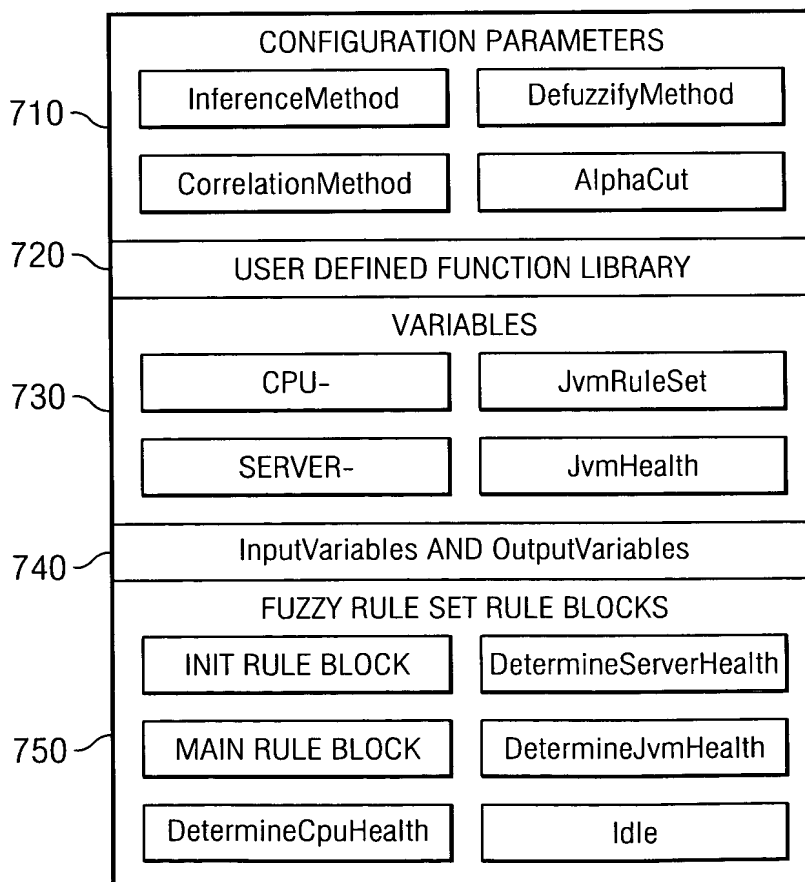 CONFIGURATION PARAMETERS
710
InferenceMethod
DefuzzifyMethod
CorrelationMethod
AlphaCut
720
USER DEFINED FUNCTION LIBRARY
VARIABLES
730
CPU-
JvmRuleSet
SERVER-
JvmHealth
740
InputVariables AND OutputVariables
FUZZY RULE SET RULE BLOCKS
INIT RULE BLOCK
DetermineServerHealth
750
MAIN RULE BLOCK
DetermineJvmHealth
DetermineCpuHealth
Idle